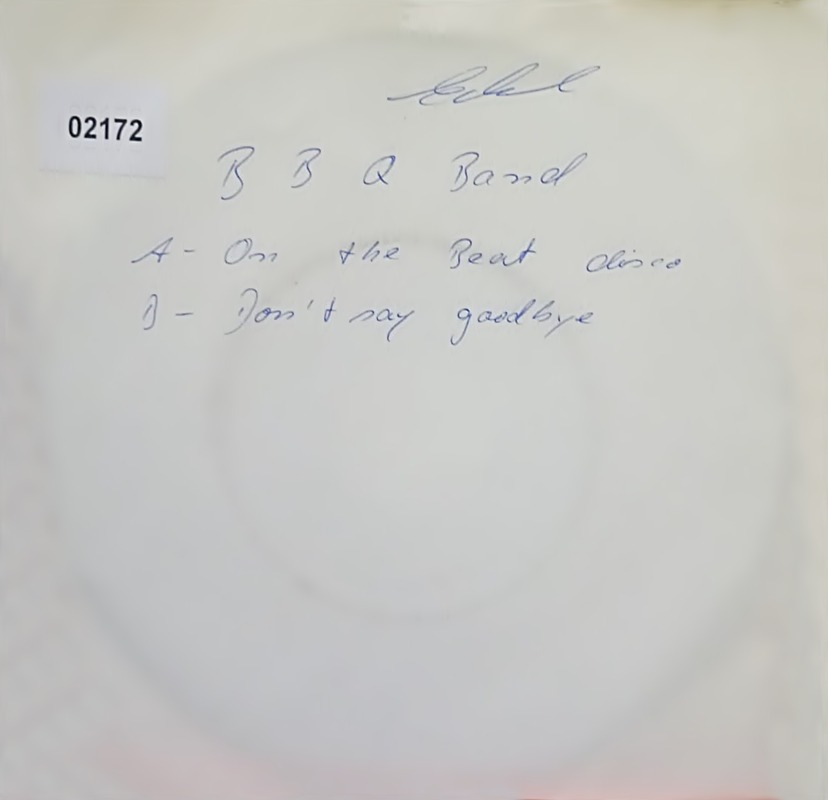 02172
B B Q Band
A - On the Beat disco
B - Don't say goodbye